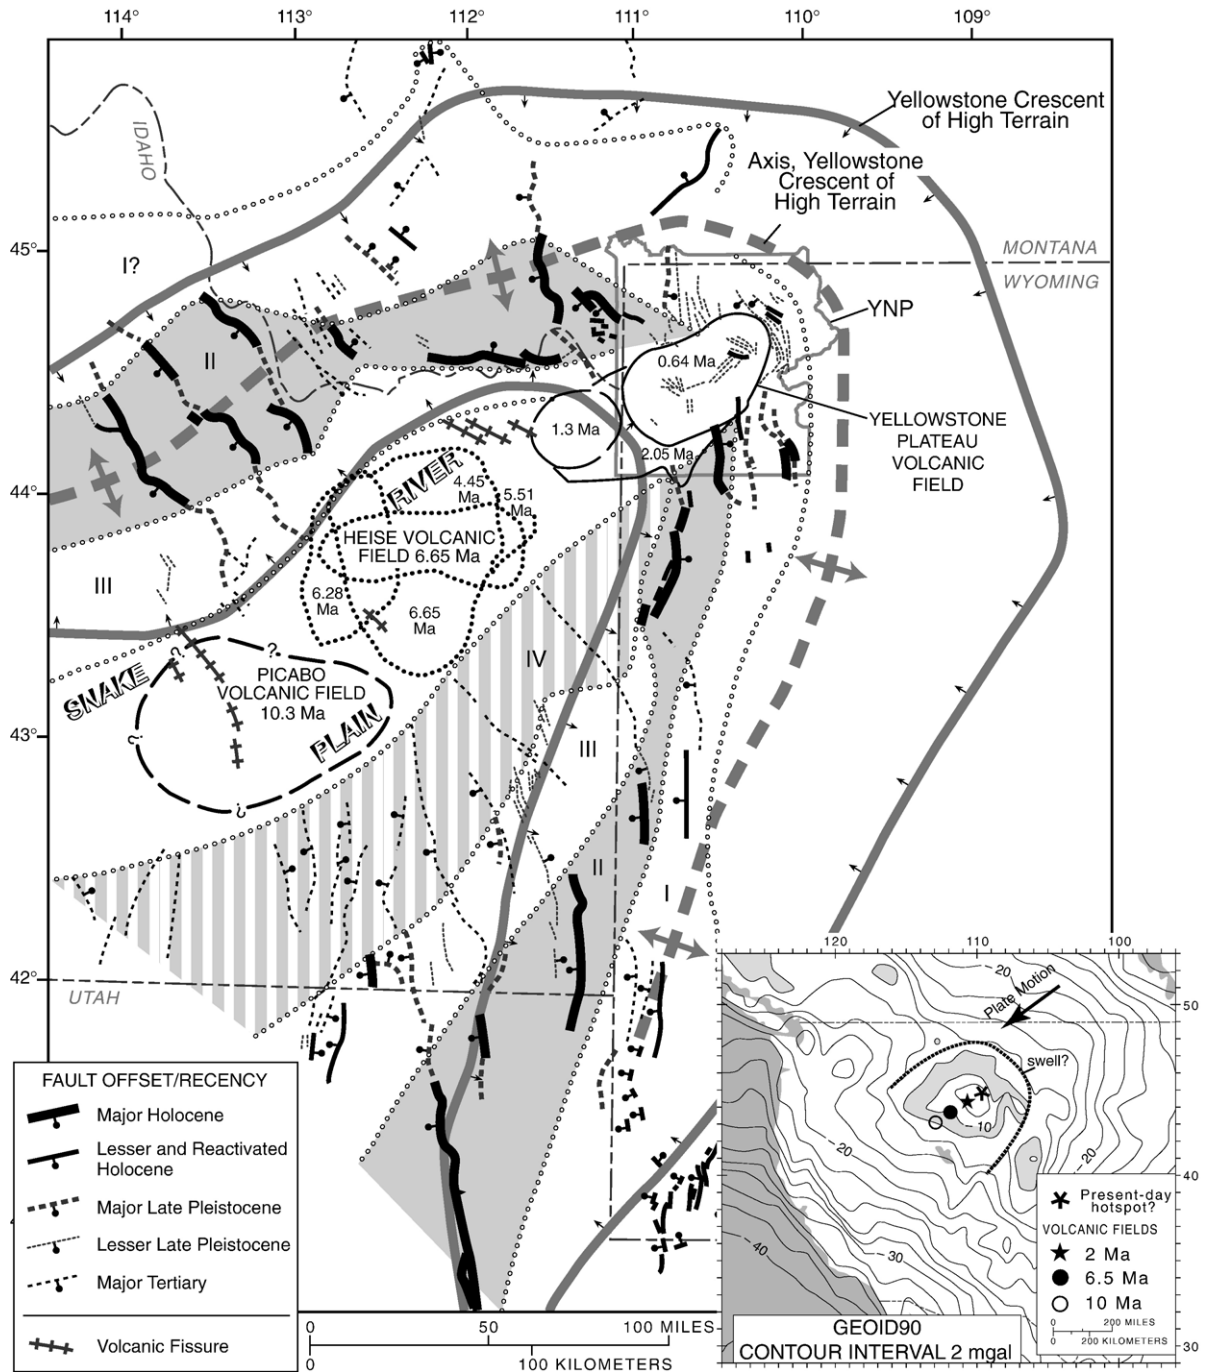 114°
113°
112°
111°
110°
109°
Yellowstone Crescent
of High Terrain
Axis, Yellowstone
Crescent of
High Terrain
IDAHO
45°
I?
MONTANA
WYOMING
YNP
II
0.64 Ma
1.3 Ma
YELLOWSTONE
PLATEAU
VOLCANIC
FIELD
2.05 Ma
RIVER
4.45
Ma
5.51
Ma
44°
HEISE VOLCANIC
FIELD 6.65 Ma
III
6.28
Ma
6.65
Ma
IV
?
?
SNAKE
PICABO
VOLCANIC FIELD
10.3 Ma
PLAIN
?
?
43°
III
II
I
42°
UTAH
FAULT OFFSET/RECENCY
Major Holocene
Lesser and Reactivated
Holocene
Major Late Pleistocene
Lesser Late Pleistocene
Major Tertiary
Volcanic Fissure
0
50
100 MILES
0
100 KILOMETERS
120
110
100
-20
Plate Motion
50
swell?
-10
-20
-20
40
-30
-40
30
Present-day
hotspot?
VOLCANIC FIELDS
2 Ma
6.5 Ma
10 Ma
0
200 MILES
0
200 KILOMETERS
GEOID90
CONTOUR INTERVAL 2 mgal